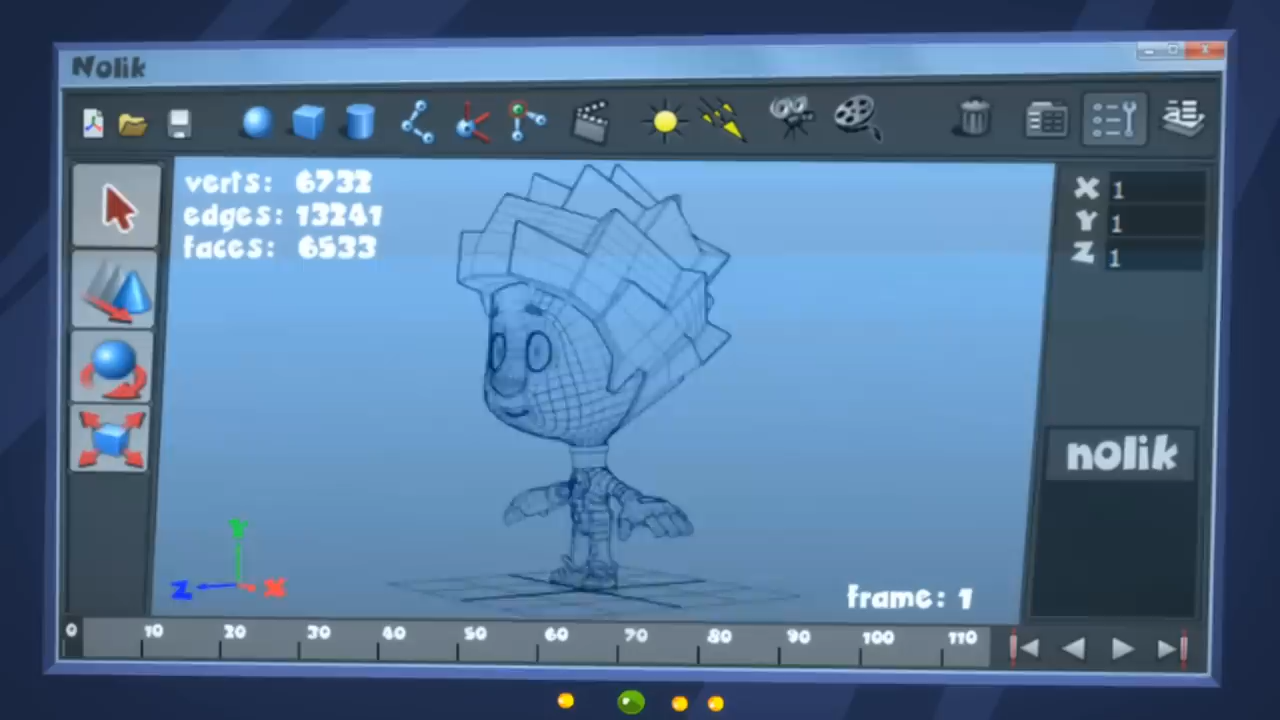 Nolik
verts: 6732
edges: 13241
faces: 6533
X 1
Y 1
Z 1
nolik
Y
Z X
frame: 1
0 10 20 30 40 50 60 70 80 90 100 110